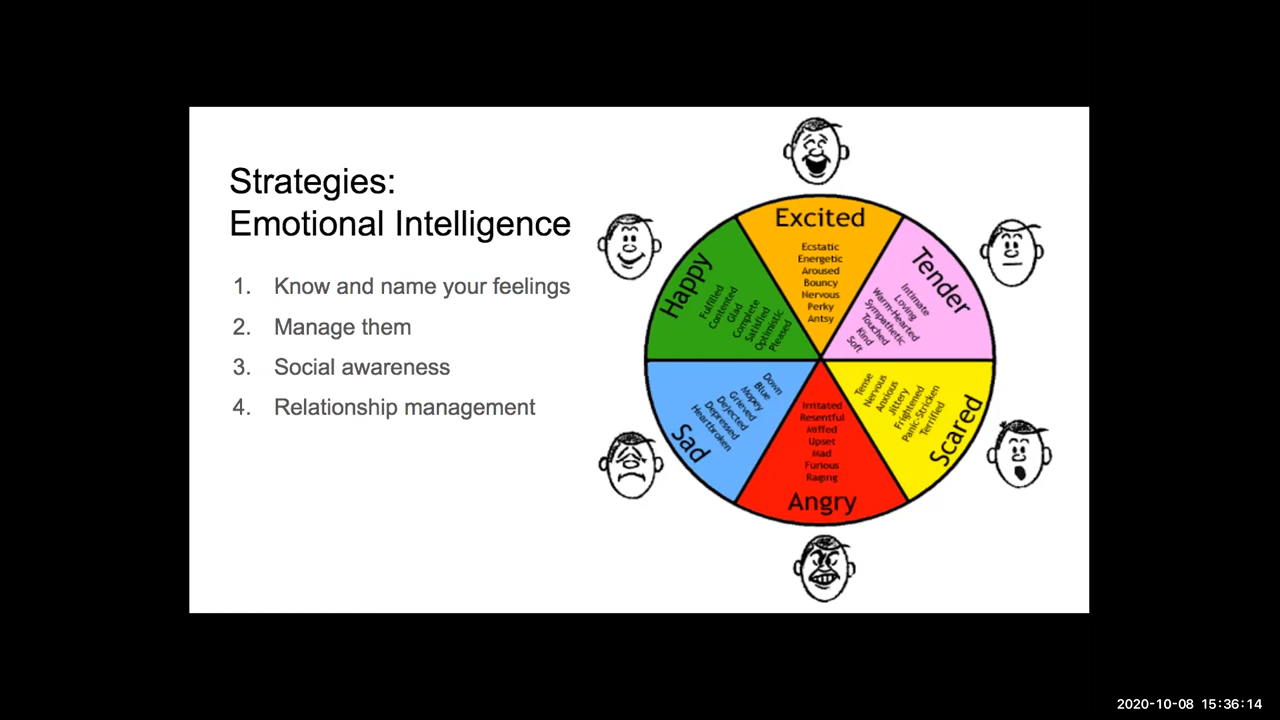 Strategies:
Emotional Intelligence
1. Know and name your feelings
2. Manage them
3. Social awareness
4. Relationship management
Excited
Ecstatic
Energetic
Aroused
Bouncy
Nervous
Perky
Antsy
Tender
Intimate
Loving
Warm-Hearted
Sympathetic
Touched
Kind
Soft
Scared
Tense
Nervous
Anxious
Jittery
Frightened
Panic-Stricken
Terrified
Irritated
Resentful
Miffed
Upset
Mad
Furious
Raging
Angry
Sad
Down
Blue
Mopey
Grieved
Dejected
Depressed
Heartbroken
Happy
Fulfilled
Contented
Glad
Complete
Satisfied
Optimistic
Pleased
2020-10-08 15:36:14